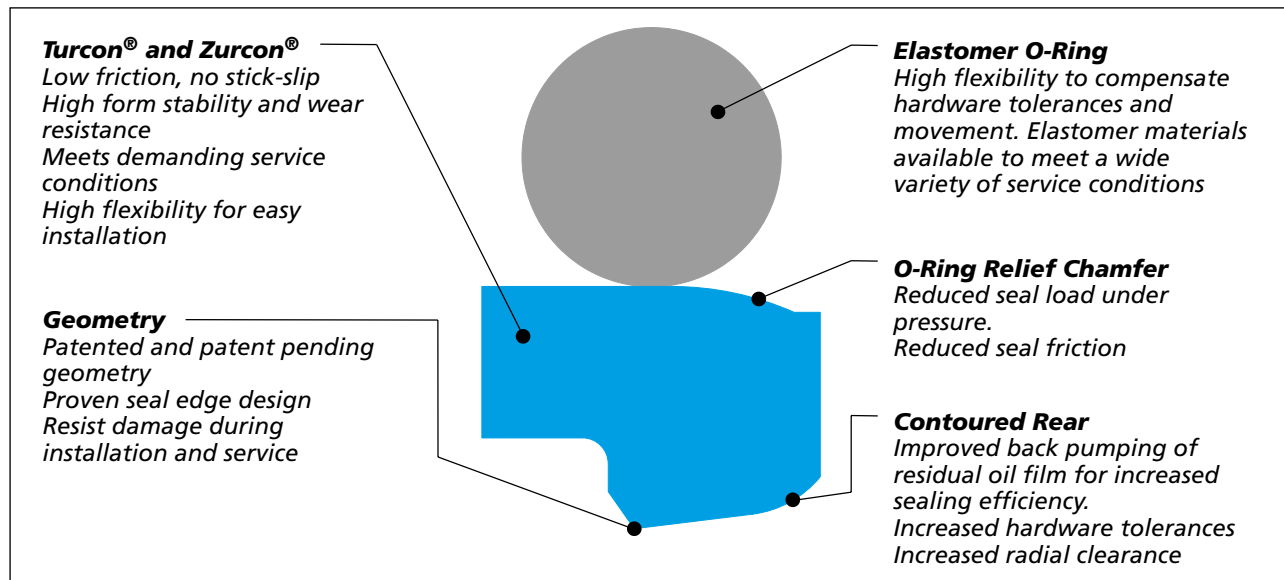 Turcon® and Zurcon®
Low friction, no stick-slip
High form stability and wear
resistance
Meets demanding service
conditions
High flexibility for easy
installation
Geometry
Patented and patent pending
geometry
Proven seal edge design
Resist damage during
installation and service
Elastomer O-Ring
High flexibility to compensate
hardware tolerances and
movement. Elastomer materials
available to meet a wide
variety of service conditions
O-Ring Relief Chamfer
Reduced seal load under
pressure.
Reduced seal friction
Contoured Rear
Improved back pumping of
residual oil film for increased
sealing efficiency.
Increased hardware tolerances
Increased radial clearance